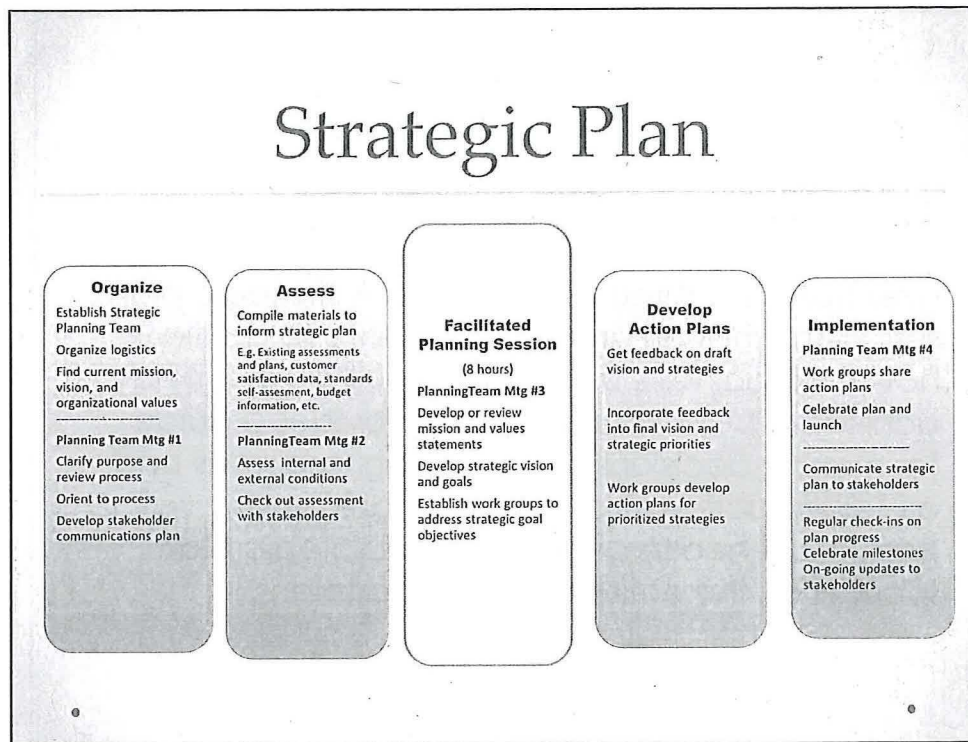 Strategic Plan
Organize
Establish Strategic
Planning Team
Organize logistics
Find current mission,
vision, and
organizational values
-----------------------
Planning Team Mtg #1
Clarify purpose and
review process
Orient to process
Develop stakeholder
communications plan
Assess
Compile materials to
inform strategic plan
E.g. Existing assessments
and plans, customer
satisfaction data, standards
self-assesment, budget
information, etc.
---------------------
PlanningTeam Mtg #2
Assess internal and
external conditions
Check out assessment
with stakeholders
Facilitated
Planning Session
(8 hours)
PlanningTeam Mtg #3
Develop or review
mission and values
statements
Develop strategic vision
and goals
Establish work groups to
address strategic goal
objectives
Develop
Action Plans
Get feedback on draft
vision and strategies
Incorporate feedback
into final vision and
strategic priorities
Work groups develop
action plans for
prioritized strategies
Implementation
Planning Team Mtg #4
Work groups share
action plans
Celebrate plan and
launch
------------------------
Communicate strategic
plan to stakeholders
---------------------------
Regular check-ins on
plan progress
Celebrate milestones
On-going updates to
stakeholders